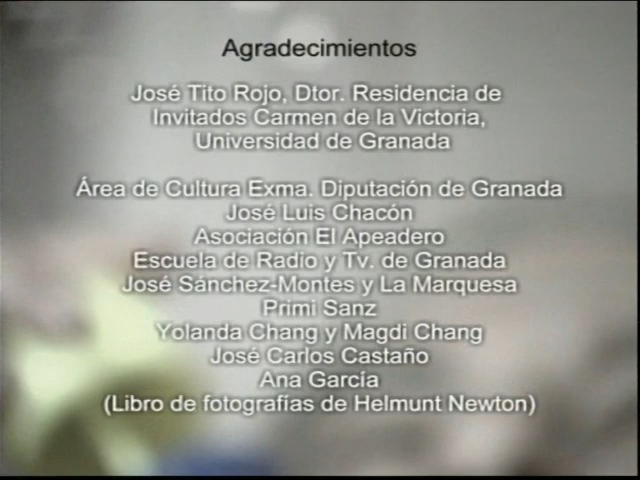 Agradecimientos
José Tito Rojo, Dtor. Residencia de
Invitados Carmen de la Victoria,
Universidad de Granada
Área de Cultura Exma. Diputación de Granada
José Luis Chacón
Asociación El Apeadero
Escuela de Radio y Tv. de Granada
José Sánchez-Montes y La Marquesa
Primi Sanz
Yolanda Chang y Magdi Chang
José Carlos Castaño
Ana García
(Libro de fotografías de Helmunt Newton)